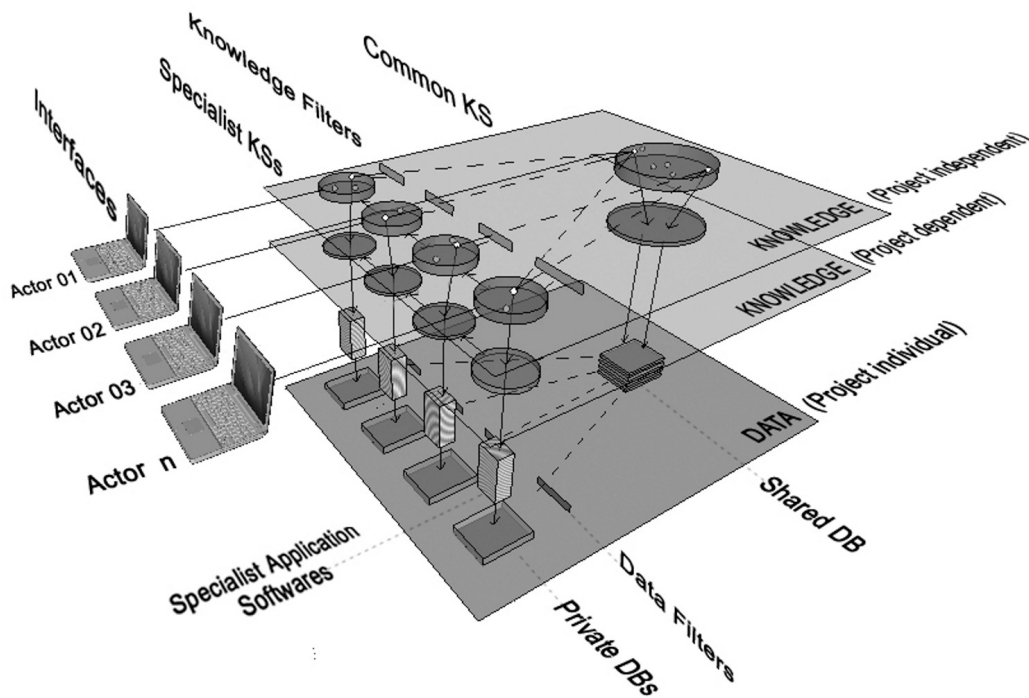 Common KS
Knowledge Filters
Specialist KSs
Interfaces
Actor 01
Actor 02
Actor 03
Actor n
KNOWLEDGE (Project independent)
KNOWLEDGE (Project dependent)
DATA (Project individual)
Shared DB
Data Filters
Private DBs
Specialist Application
Softwares